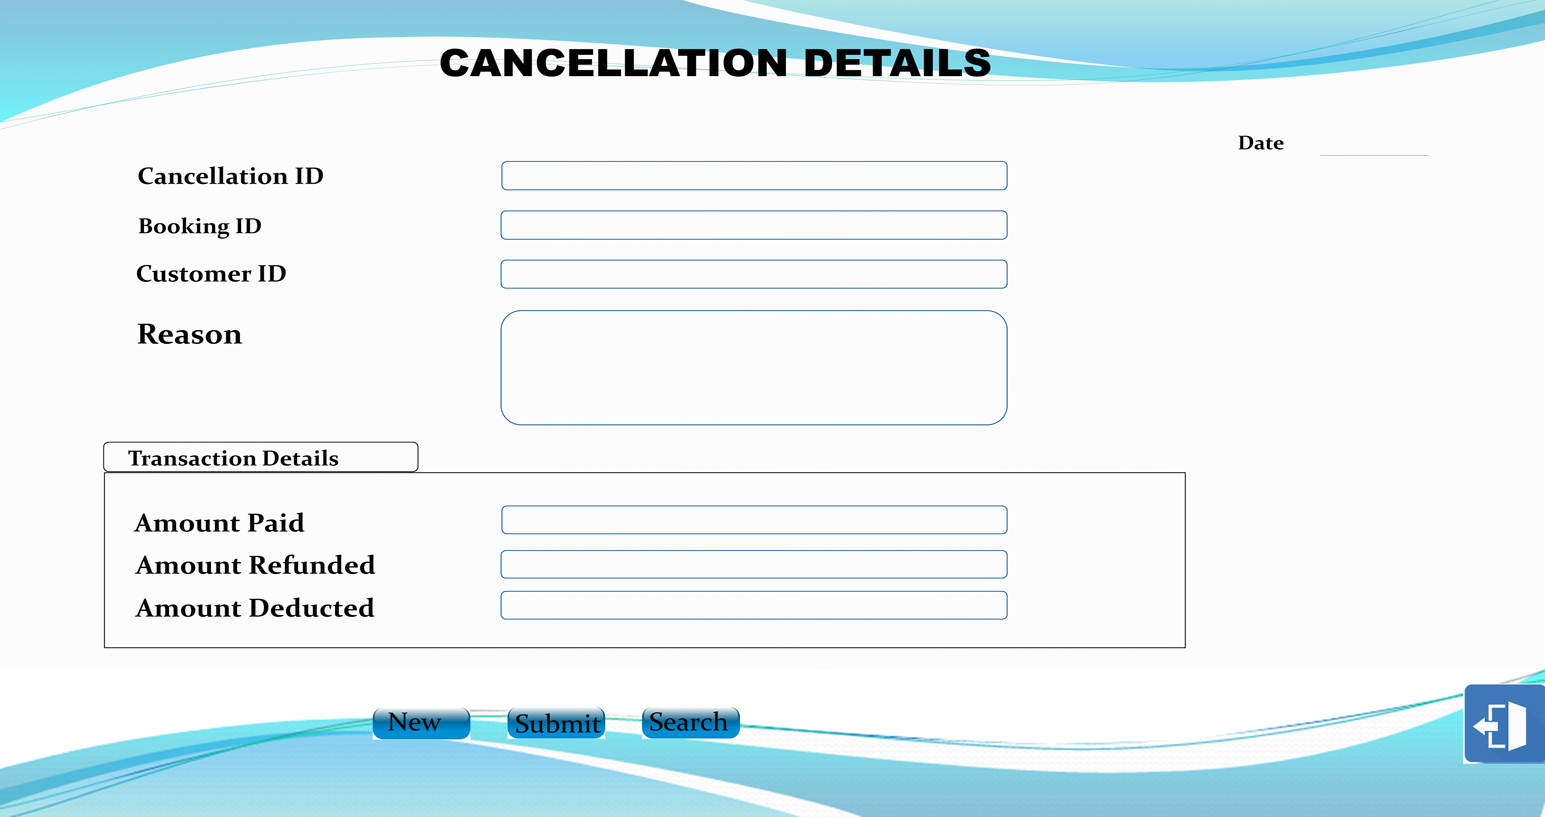 CANCELLATION DETAILS
Date
Cancellation ID
Booking ID
Customer ID
Reason
Transaction Details
Amount Paid
Amount Refunded
Amount Deducted
New Submit Search